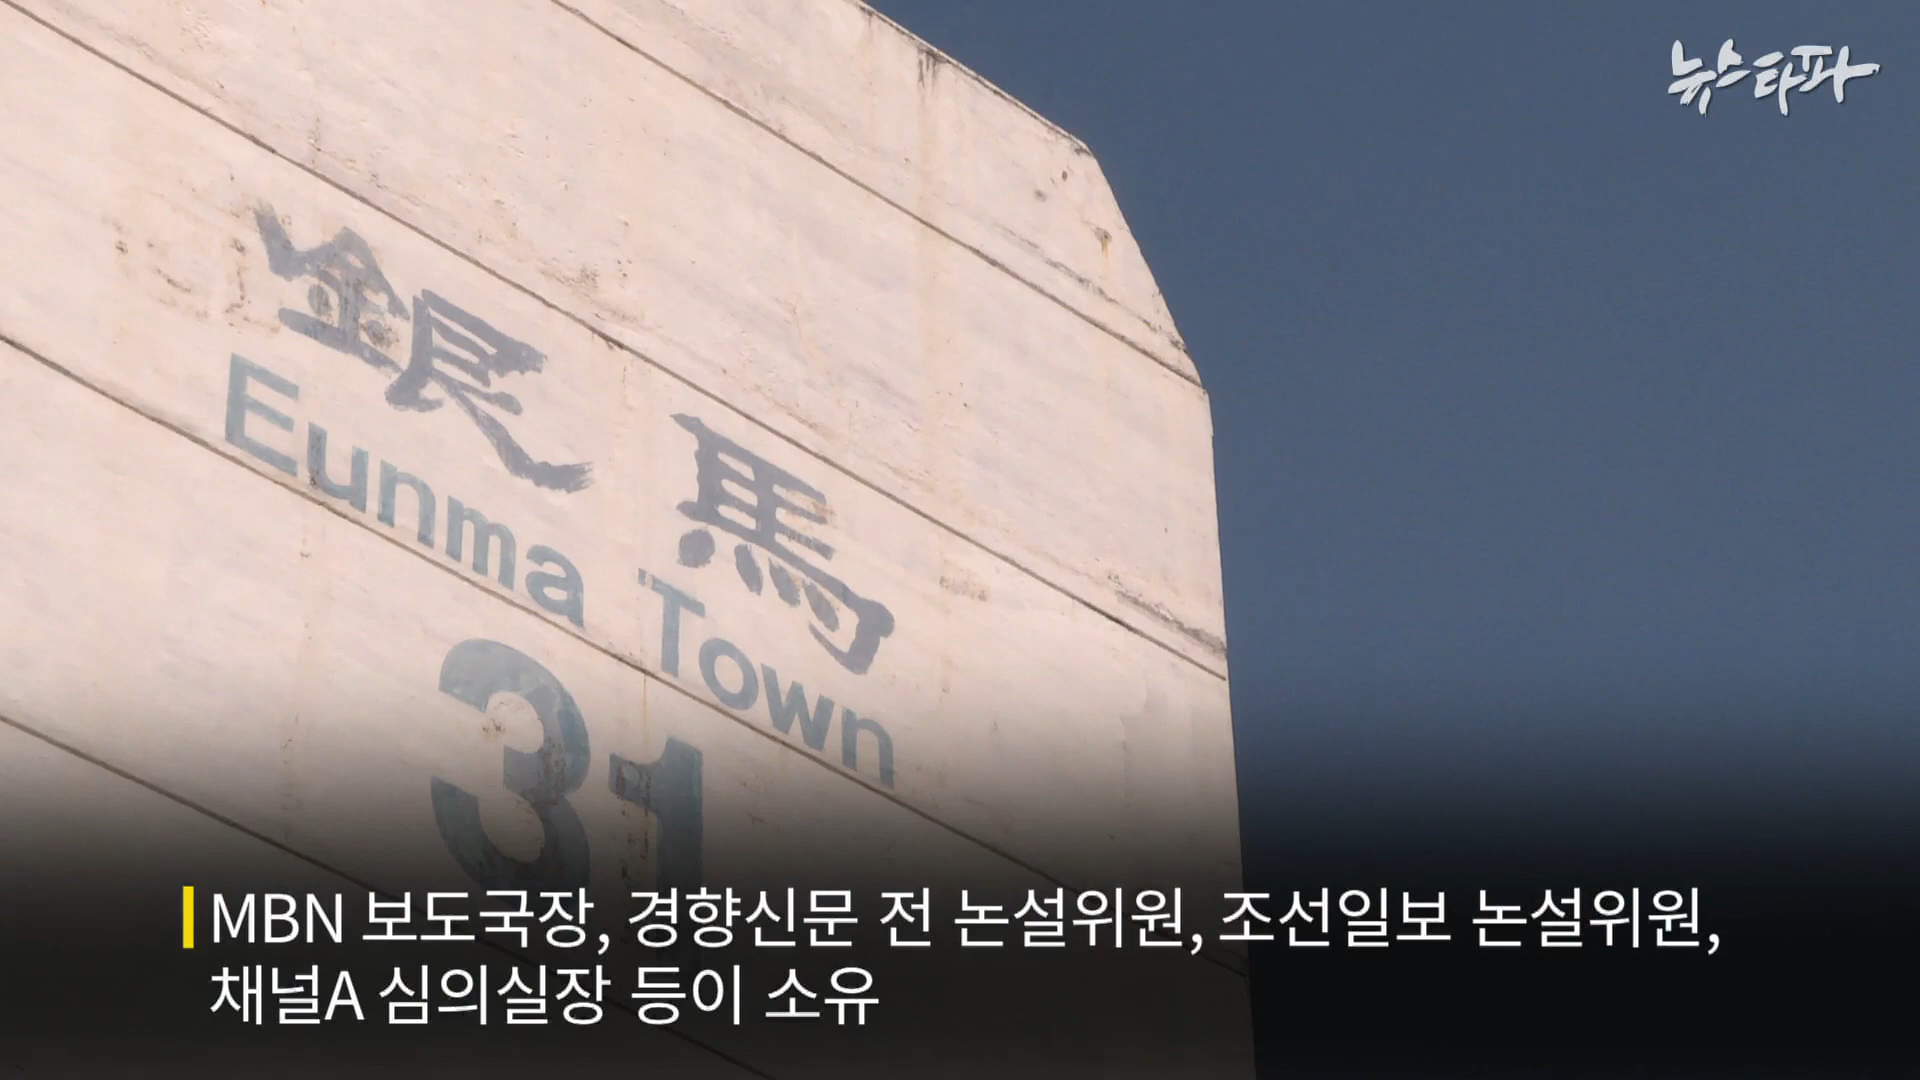 뉴스타파
銀馬
Eunma Town
31
MBN 보도국장, 경향신문 전 논설위원, 조선일보 논설위원,
채널A 심의실장 등이 소유